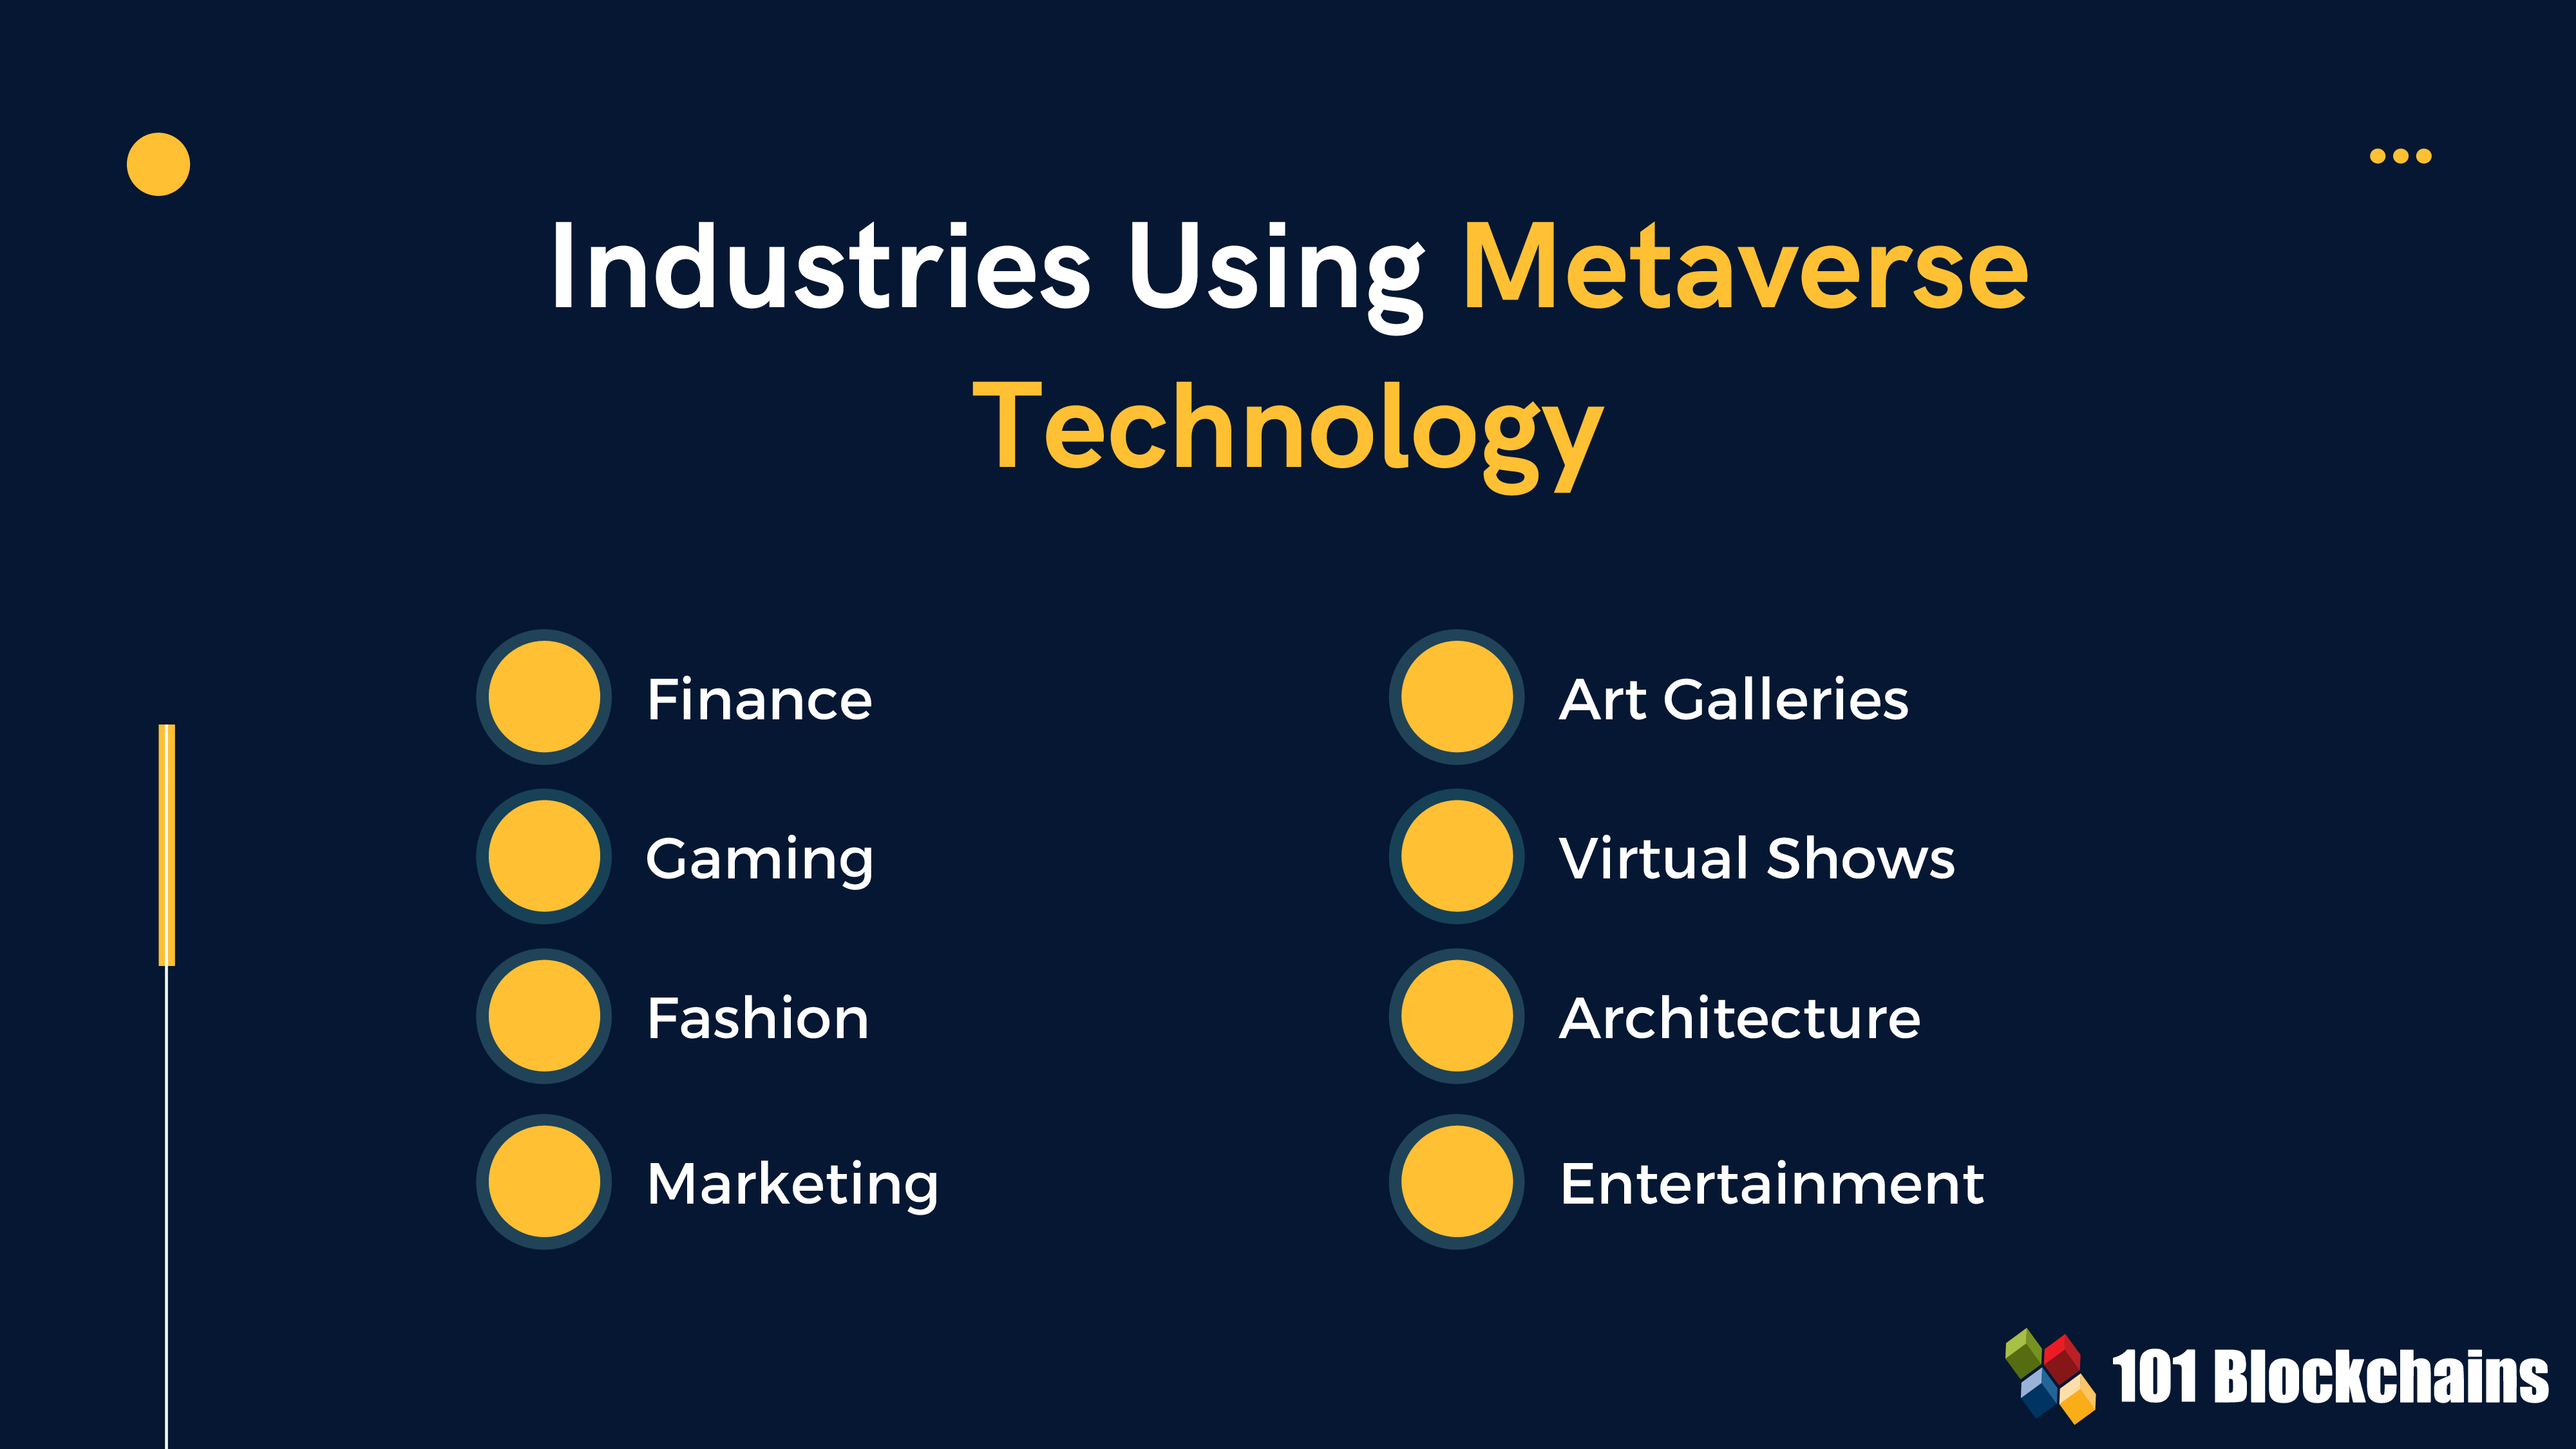 Industries Using Metaverse
Technology
Finance
Gaming
Fashion
Marketing
Art Galleries
Virtual Shows
Architecture
Entertainment
101 Blockchains